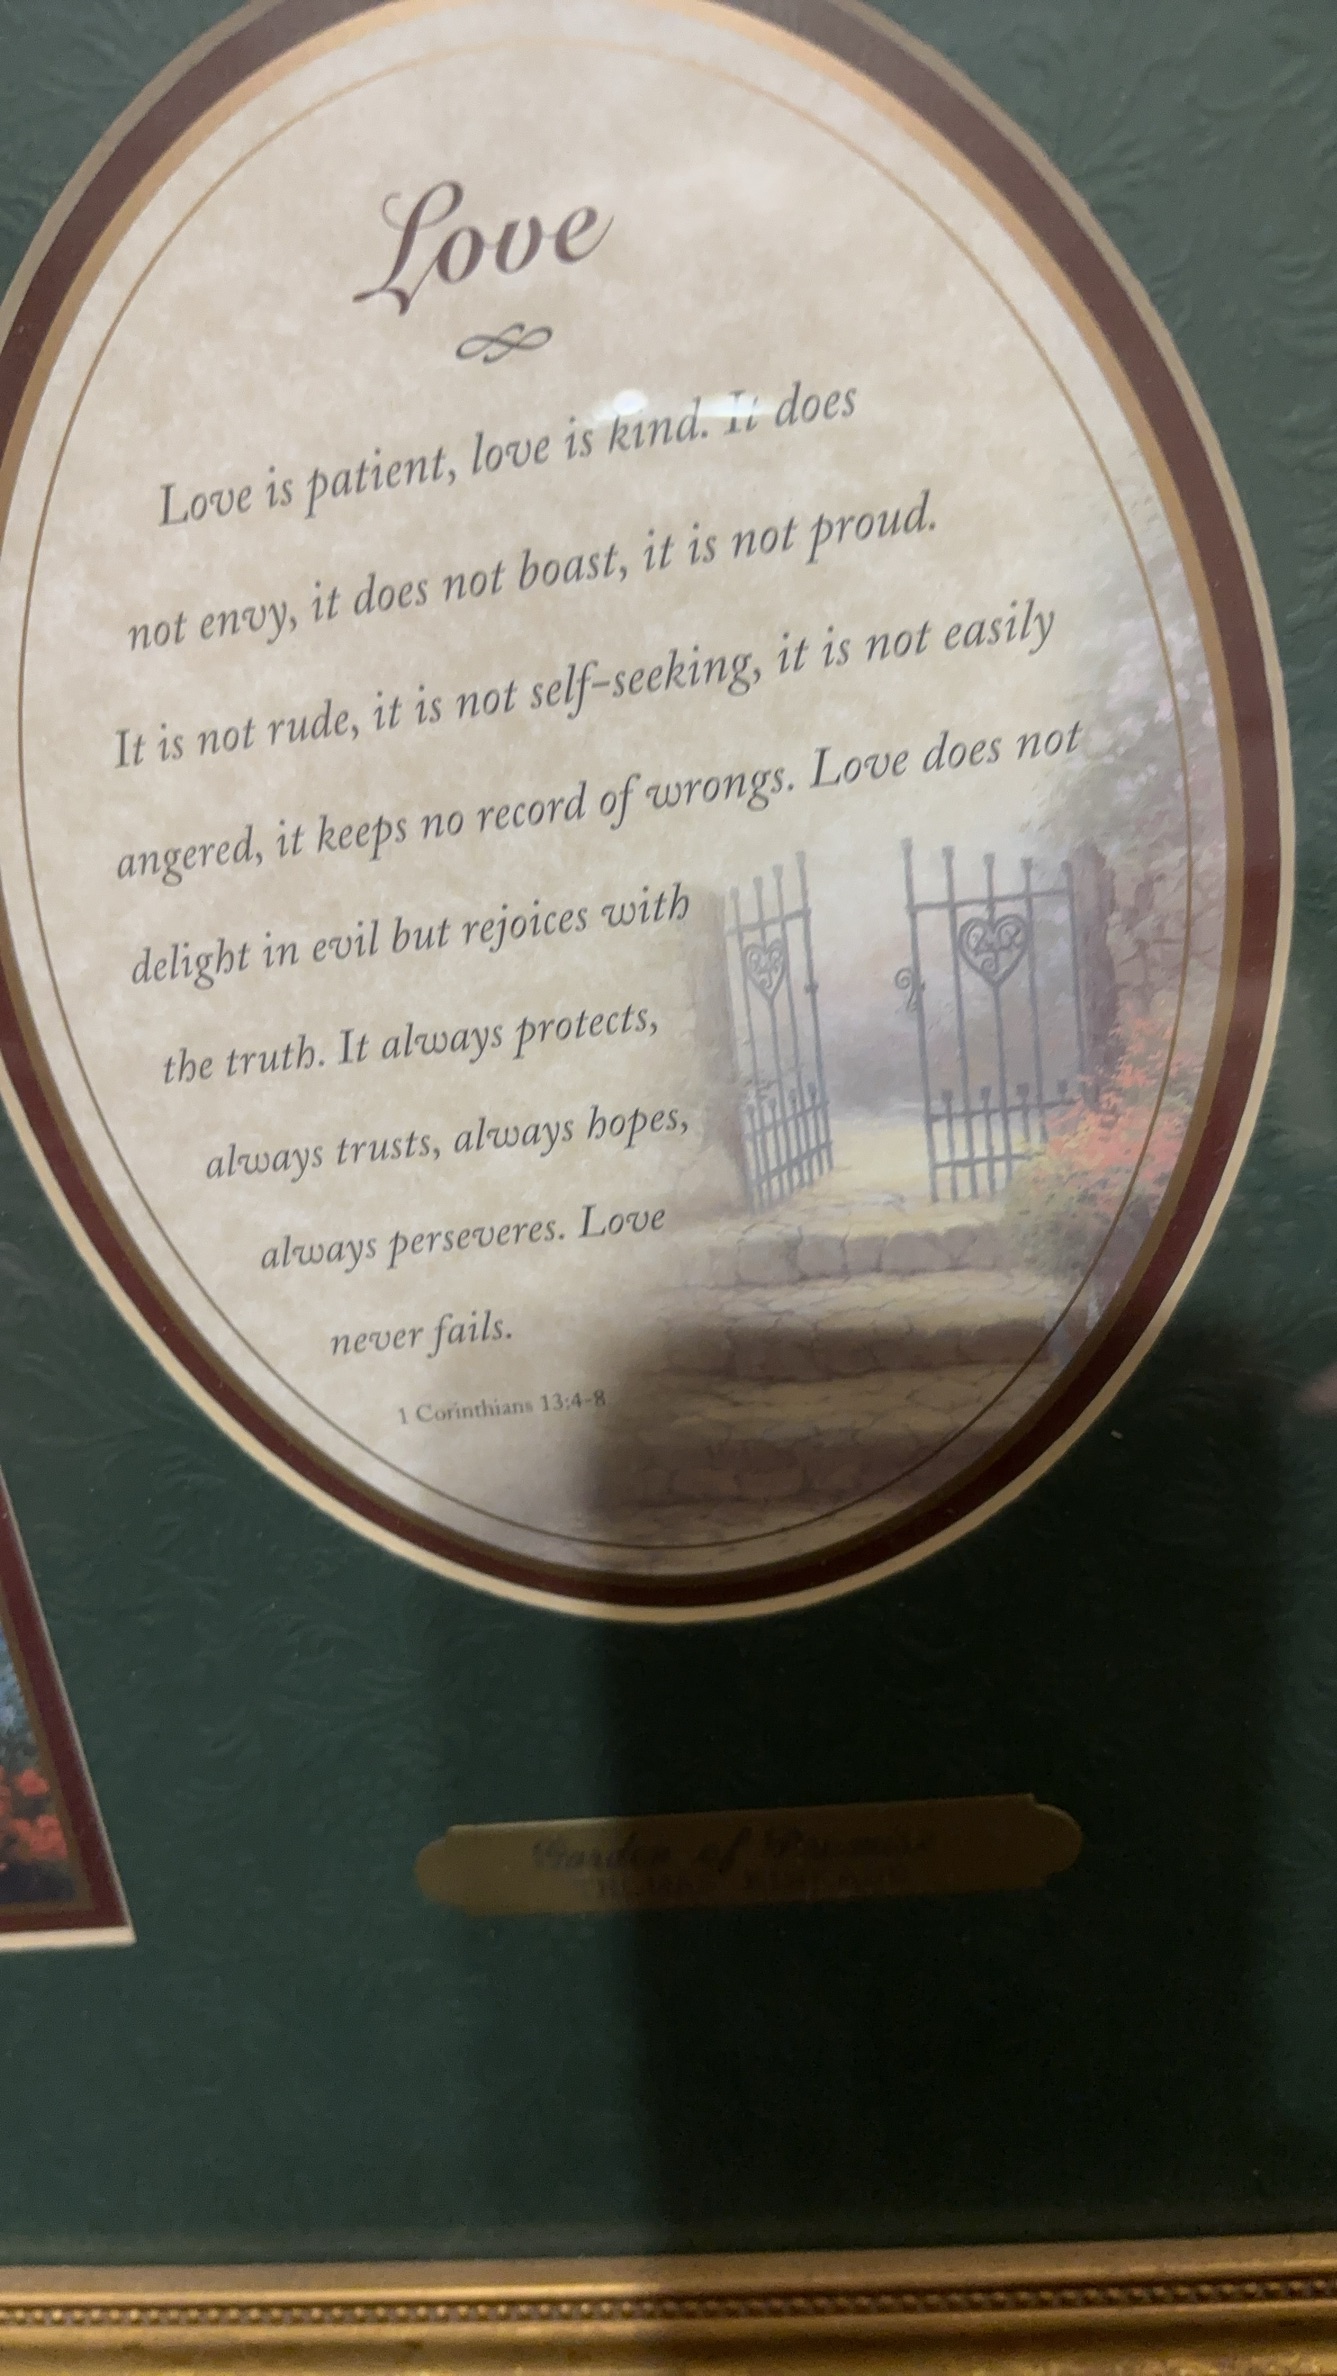 Love
Love is patient, love is kind. It does
not envy, it does not boast, it is not proud.
It is not rude, it is not self-seeking, it is not easily
angered, it keeps no record of wrongs. Love does not
delight in evil but rejoices with
the truth. It always protects,
always trusts, always hopes,
always perseveres. Love
never fails.
1 Corinthians 13:4-8
Garden of Promise